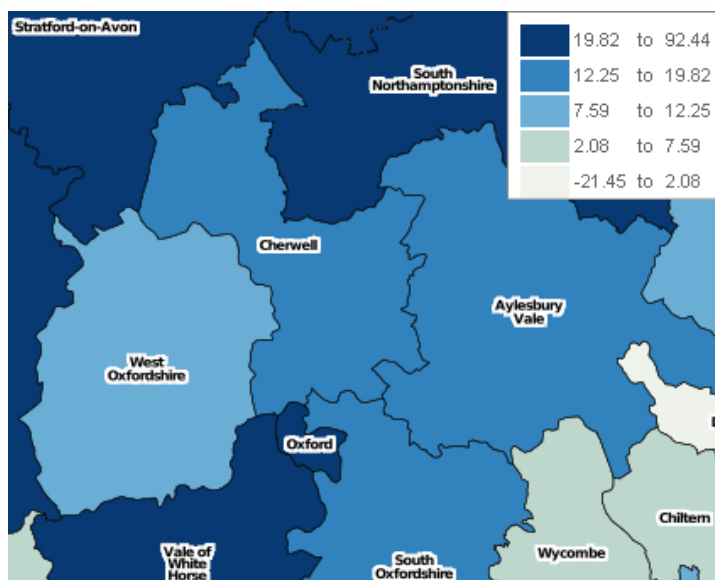 Stratford-on-Avon
South
Northamptonshire
19.82 to 92.44
12.25 to 19.82
7.59 to 12.25
2.08 to 7.59
-21.45 to 2.08
Cherwell
Aylesbury
Vale
West
Oxfordshire
Oxford
Chiltern
Vale of
White
Horse
South
Oxfordshire
Wycombe